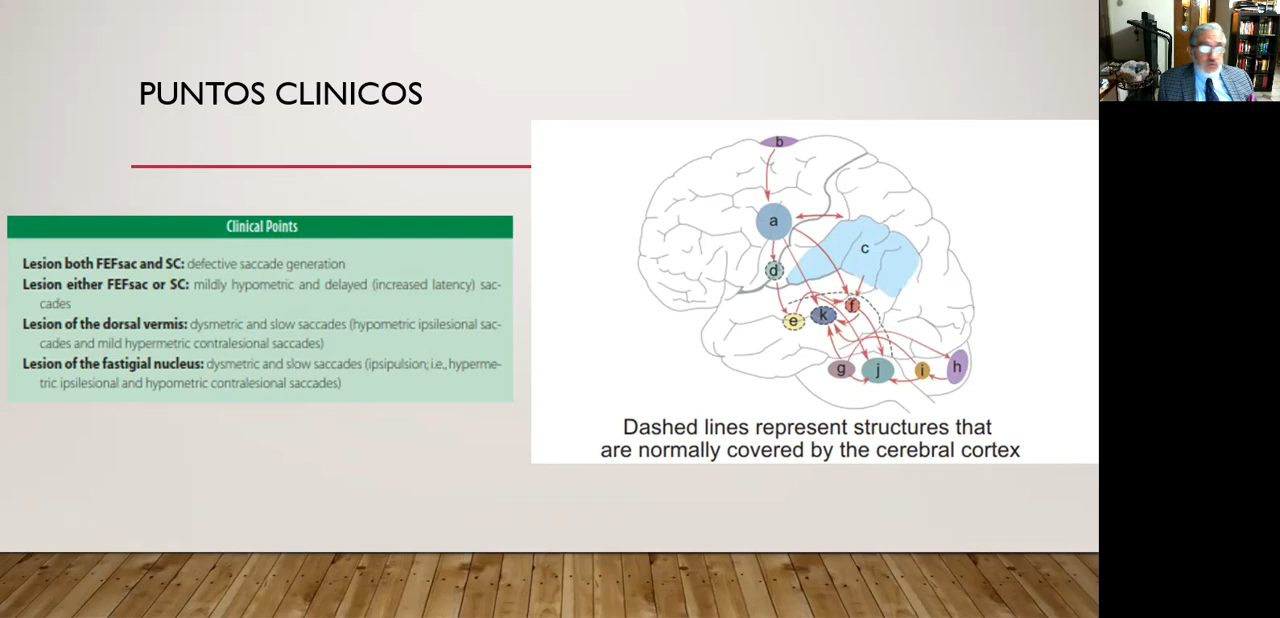 PUNTOS CLINICOS
Clinical Points
Lesion both FEFsac and SC: defective saccade generation
Lesion either FEFsac or SC: mildly hypometric and delayed (increased latency) sac-
cades
Lesion of the dorsal vermis: dysmetric and slow saccades (hypometric ipsilesional sac-
cades and mild hypermetric contralesional saccades)
Lesion of the fastigial nucleus: dysmetric and slow saccades (ipsipulsion; i.e., hyperme-
tric ipsilesional and hypometric contralesional saccades)
b
a
c
d
f
k
e
g
j
i
h
Dashed lines represent structures that
are normally covered by the cerebral cortex